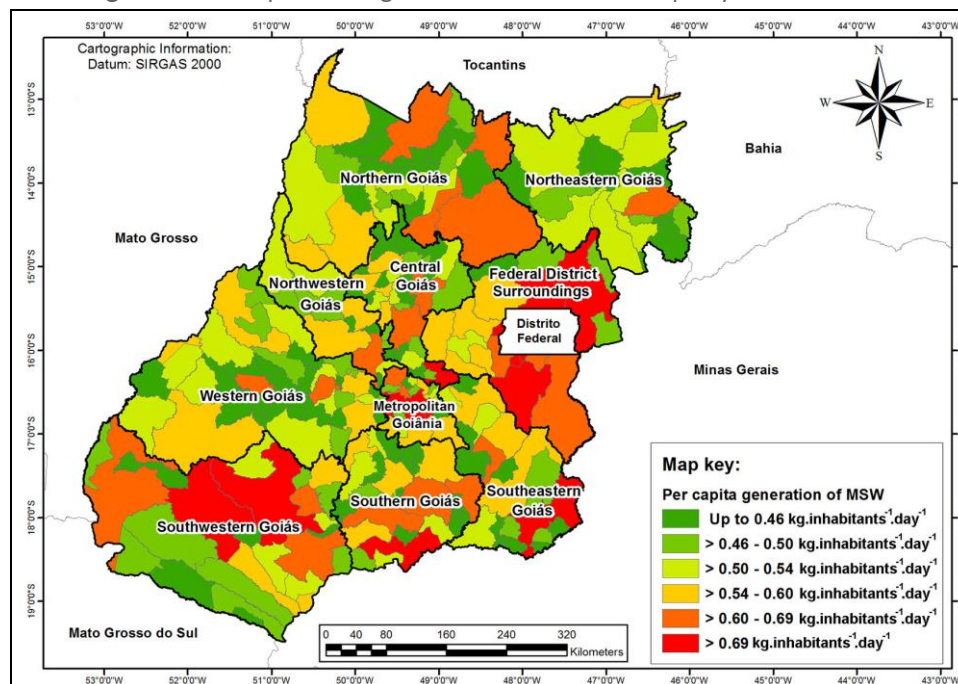 53°0'0"W 52°0'0"W 51°0'0"W 50°0'0"W 49°0'0"W 48°0'0"W 47°0'0"W 46°0'0"W 45°0'0"W 44°0'0"W 43°0'0"W
Cartographic Information:
Datum: SIRGAS 2000
Tocantins
N
W E
S
13°0'0"S
Bahia
Northern Goiás
Northeastern Goiás
14°0'0"S
Mato Grosso
15°0'0"S
Central
Goiás
Northwestern
Goiás
Federal District
Surroundings
Distrito
Federal
16°0'0"S
Minas Gerais
Western Goiás
Metropolitan
Goiânia
17°0'0"S
Southern Goiás
Southeastern
Goiás
18°0'0"S
Southwestern Goiás
19°0'0"S
Mato Grosso do Sul
0 20 40 80 160 240 320
Kilometers
Map key:
Per capita generation of MSW
Up to 0.46 kg.inhabitants⁻¹.day⁻¹
> 0.46 - 0.50 kg.inhabitants⁻¹.day⁻¹
> 0.50 - 0.54 kg.inhabitants⁻¹.day⁻¹
> 0.54 - 0.60 kg.inhabitants⁻¹.day⁻¹
> 0.60 - 0.69 kg.inhabitants⁻¹.day⁻¹
> 0.69 kg.inhabitants⁻¹.day⁻¹
53°0'0"W 52°0'0"W 51°0'0"W 50°0'0"W 49°0'0"W 48°0'0"W 47°0'0"W 46°0'0"W 45°0'0"W 44°0'0"W 43°0'0"W